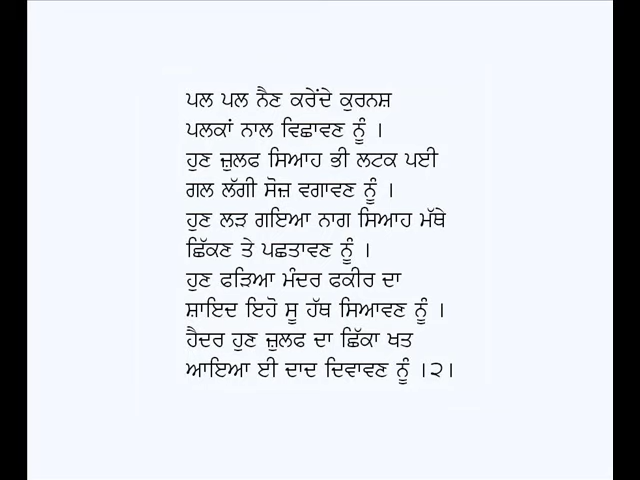 ਪਲ ਪਲ ਨੈਣ ਕਰੇਂਦੇ ਕੁਰਨਸ਼
ਪਲਕਾਂ ਨਾਲ ਵਿਛਾਵਣ ਨੂੰ ।
ਹੁਣ ਜ਼ੁਲਫ ਸਿਆਹ ਭੀ ਲਟਕ ਪਈ
ਗਲ ਲੱਗੀ ਸੋਜ਼ ਵਗਾਵਣ ਨੂੰ ।
ਹੁਣ ਲੜ ਗਇਆ ਨਾਗ ਸਿਆਹ ਮੱਥੇ
ਛਿੱਕਣ ਤੇ ਪਛਤਾਵਣ ਨੂੰ ।
ਹੁਣ ਫੜਿਆ ਮੰਦਰ ਫਕੀਰ ਦਾ
ਸ਼ਾਇਦ ਇਹੋ ਸੂ ਹੱਥ ਸਿਆਵਣ ਨੂੰ ।
ਹੈਦਰ ਹੁਣ ਜ਼ੁਲਫ ਦਾ ਛਿੱਕਾ ਖਤ
ਆਇਆ ਈ ਦਾਦ ਦਿਵਾਵਣ ਨੂੰ ।੨।